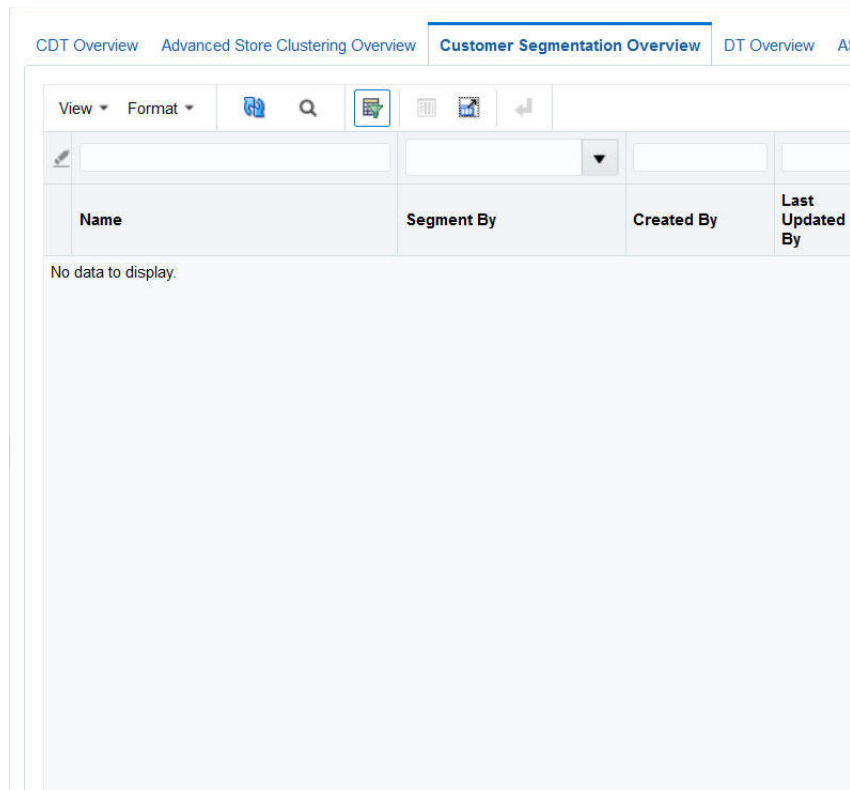 CDT Overview Advanced Store Clustering Overview Customer Segmentation Overview DT Overview
View Format
Name Segment By Created By Last Updated By
No data to display.